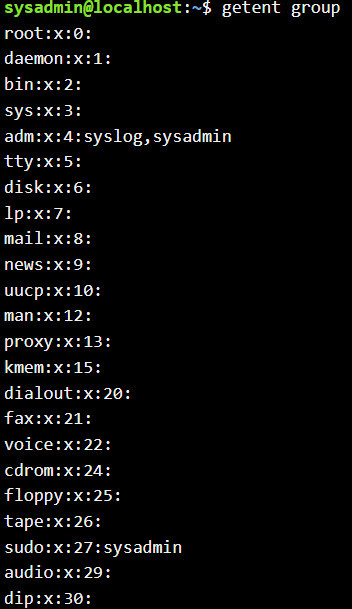 sysadmin@localhost:~$ getent group
root:x:0:
daemon:x:1:
bin:x:2:
sys:x:3:
adm:x:4:syslog,sysadmin
tty:x:5:
disk:x:6:
lp:x:7:
mail:x:8:
news:x:9:
uucp:x:10:
man:x:12:
proxy:x:13:
kmem:x:15:
dialout:x:20:
fax:x:21:
voice:x:22:
cdrom:x:24:
floppy:x:25:
tape:x:26:
sudo:x:27:sysadmin
audio:x:29:
dip:x:30: